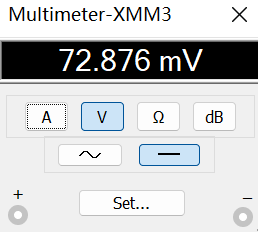 Multimeter-XMM3
72.876 mV
A V Ω dB
Set...
+ −